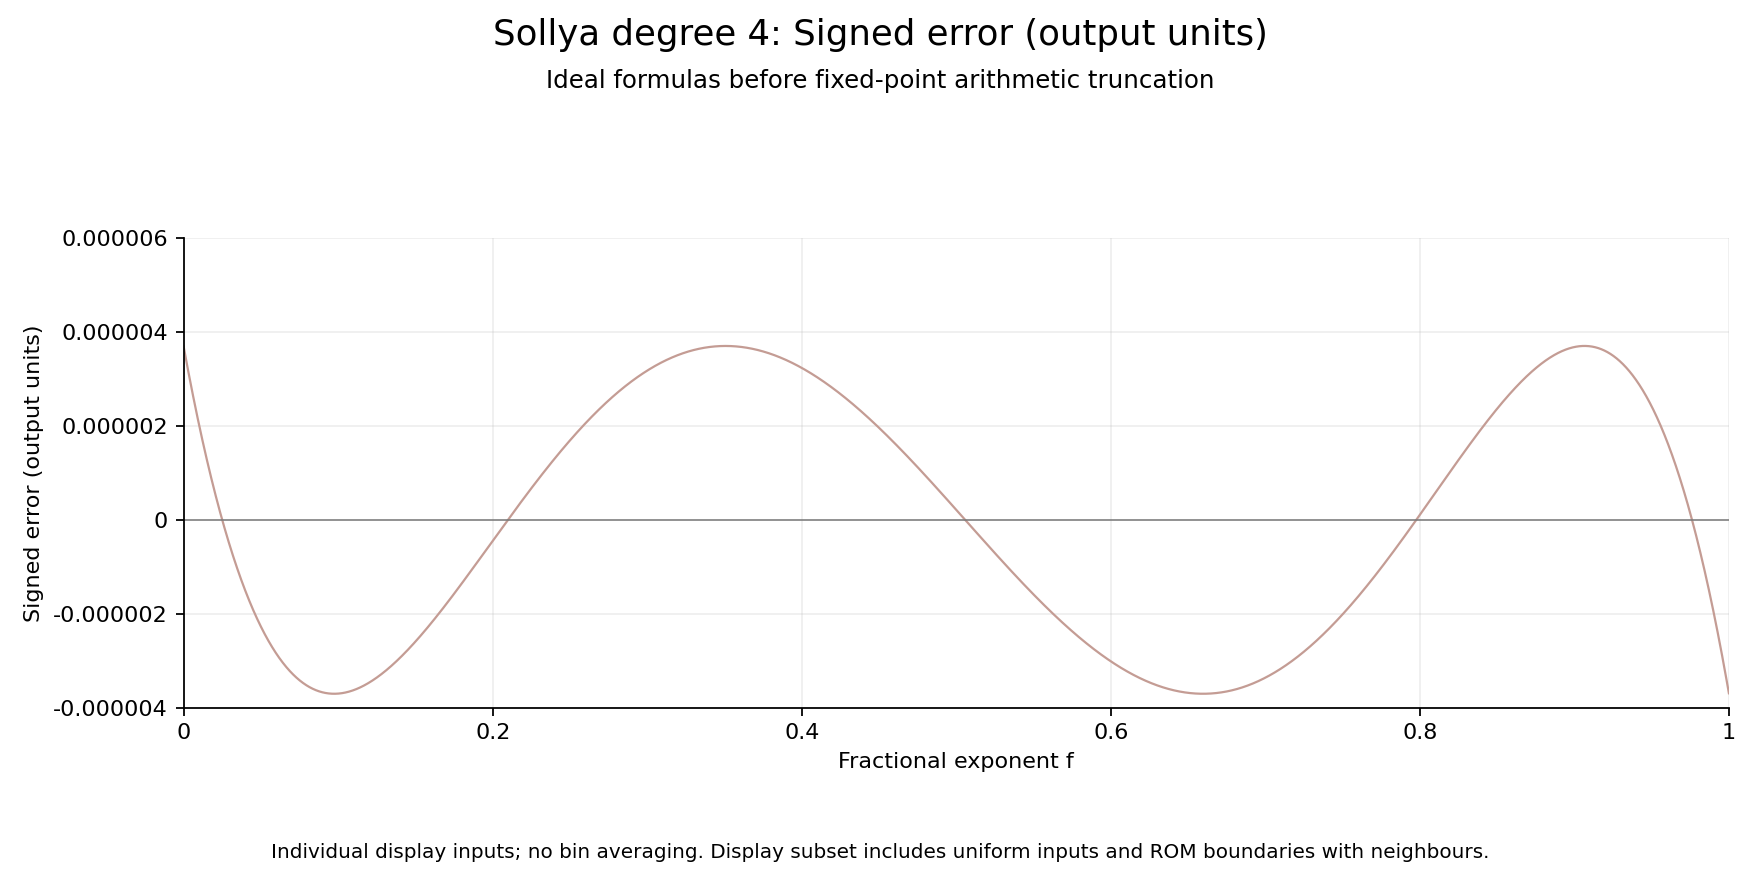 Sollya degree 4: Signed error (output units)
Ideal formulas before fixed-point arithmetic truncation
Signed error (output units)
0.000006
0.000004
0.000002
0
-0.000002
-0.000004
0 0.2 0.4 0.6 0.8 1
Fractional exponent f
Individual display inputs; no bin averaging. Display subset includes uniform inputs and ROM boundaries with neighbours.